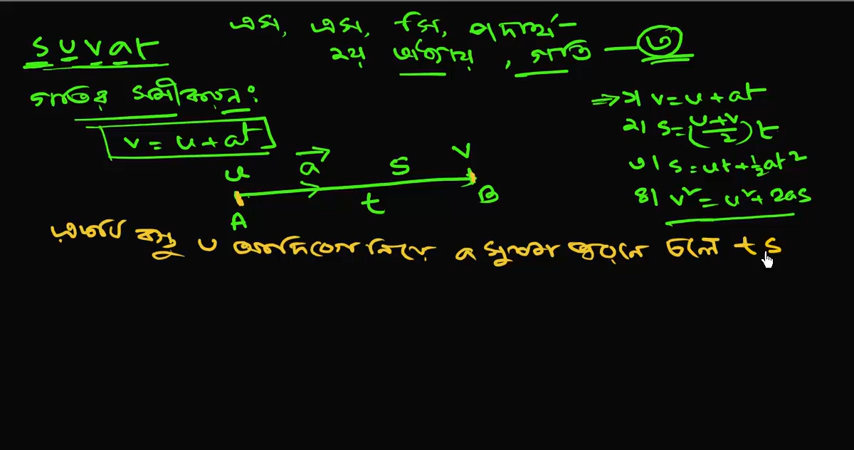 suvat
এস, এস, সি, পদার্থ-
২য় অধ্যায়, গতি — ৩
গতির সমীকরণ:
v = u + at
u a S v
A t B
⇒ ১। v = u + at
২। s = (u+v/2) t
৩। s = ut + ½at²
৪। v² = u² + 2as
একটি বস্তু u আদিবেগ নিয়ে a সুষম ত্বরনে চলে t s